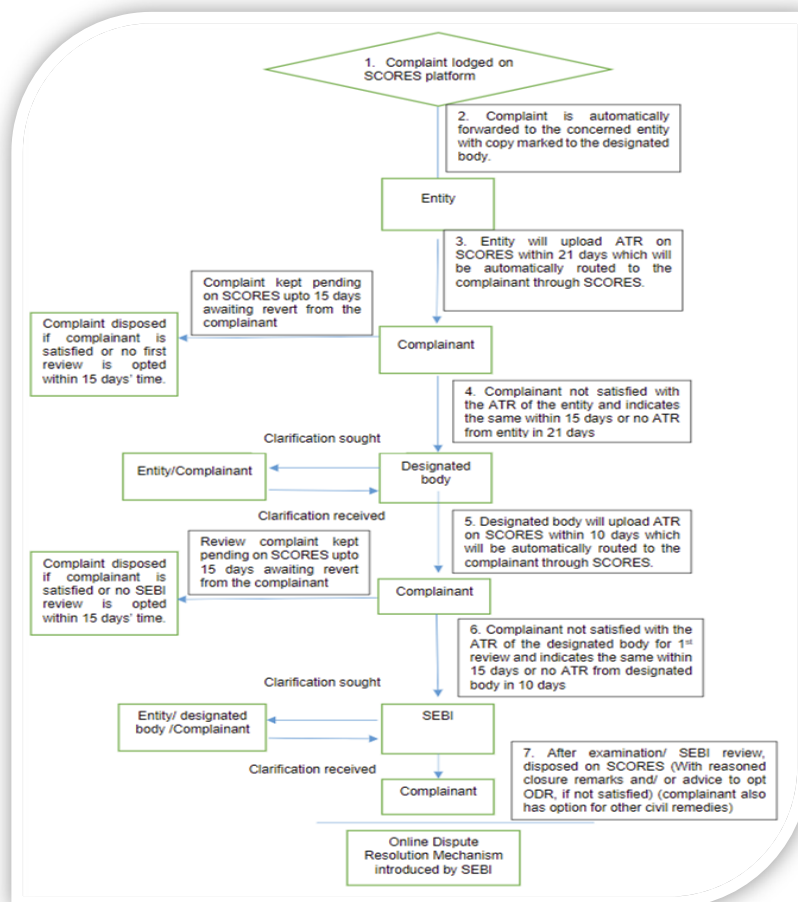 1. Complaint lodged on
SCORES platform
2. Complaint is automatically
forwarded to the concerned entity
with copy marked to the designated
body.
Entity
3. Entity will upload ATR on
SCORES within 21 days which will
be automatically routed to the
complainant through SCORES.
Complaint kept pending
on SCORES upto 15 days
awaiting revert from the
complainant
Complaint disposed
if complainant is
satisfied or no first
review is opted
within 15 days' time.
Complainant
4. Complainant not satisfied with
the ATR of the entity and indicates
the same within 15 days or no ATR
from entity in 21 days
Clarification sought
Entity/Complainant
Designated
body
Clarification received
5. Designated body will upload ATR
on SCORES within 10 days which
will be automatically routed to the
complainant through SCORES.
Review complaint kept
pending on SCORES upto
15 days awaiting revert
from the complainant
Complaint disposed
if complainant is
satisfied or no SEBI
review is opted
within 15 days' time.
Complainant
6. Complainant not satisfied with the
ATR of the designated body for 1st
review and indicates the same within
15 days or no ATR from designated
body in 10 days
Clarification sought
Entity/ designated
body /Complainant
SEBI
Clarification received
7. After examination/ SEBI review,
disposed on SCORES (With reasoned
closure remarks and/ or advice to opt
ODR, if not satisfied) (complainant also
has option for other civil remedies)
Complainant
Online Dispute
Resolution Mechanism
introduced by SEBI